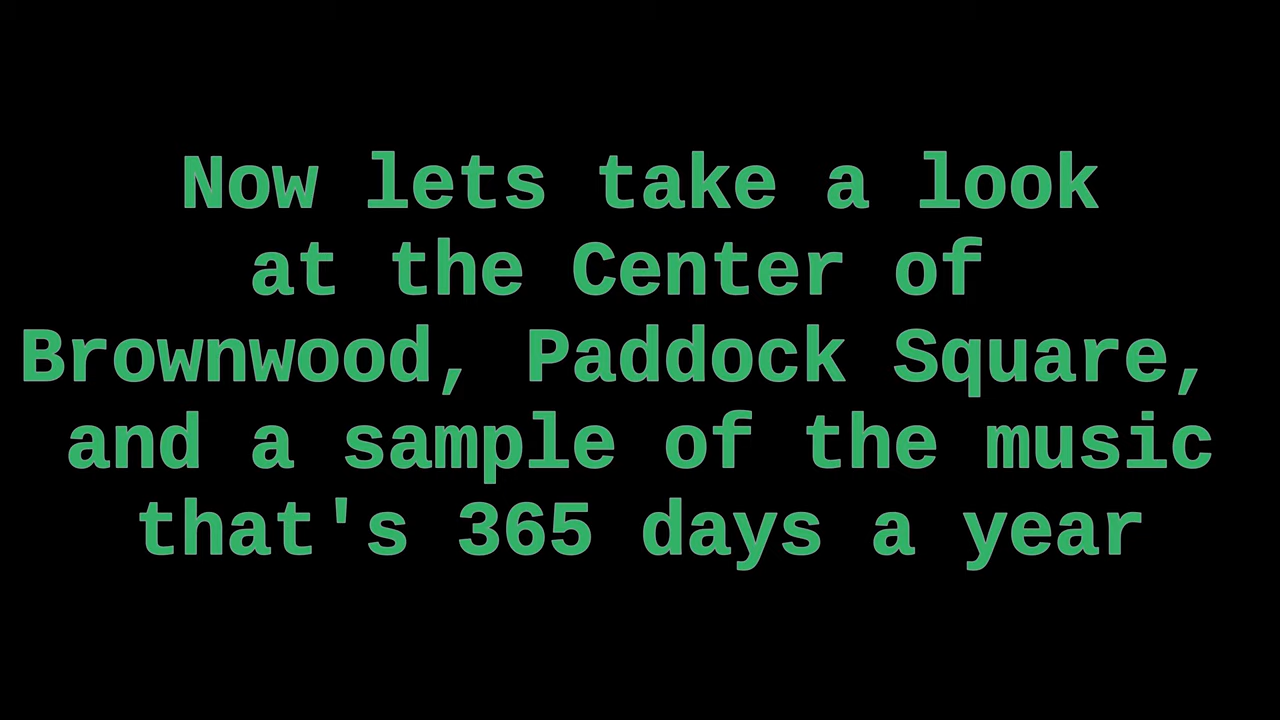 Now lets take a look
at the Center of
Brownwood, Paddock Square,
and a sample of the music
that's 365 days a year